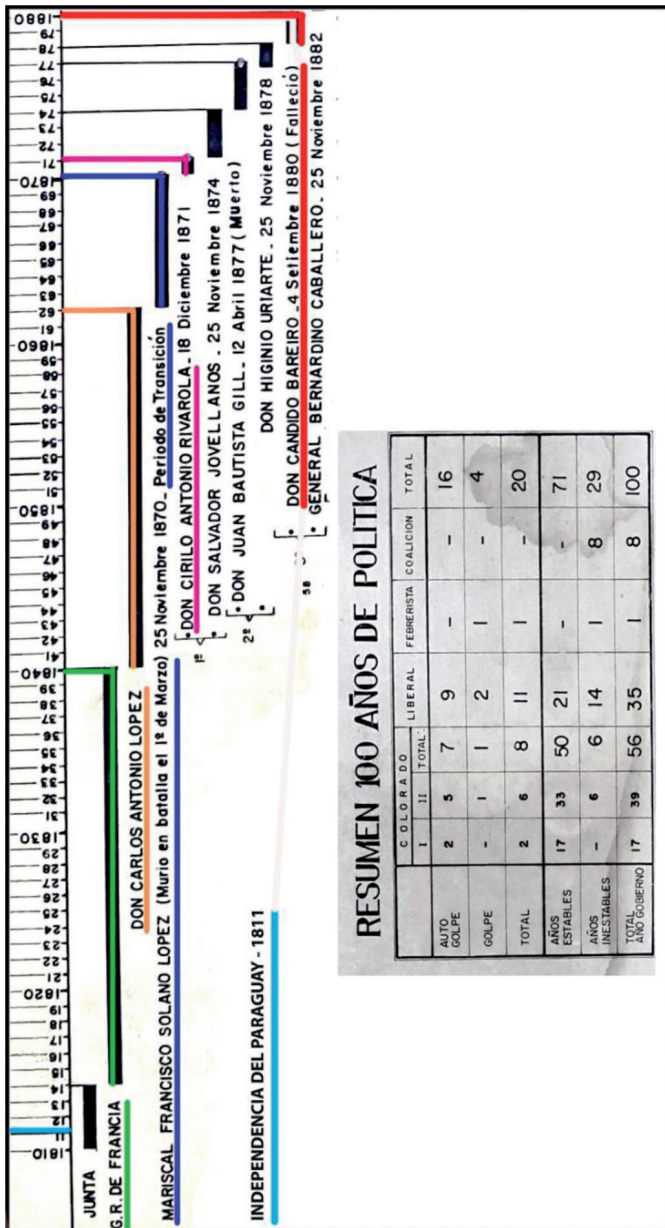 1810 11 12 13 14 15 16 17 18 19 1820 21 22 23 24 25 26 27 28 29 1830 31 32 33 34 35 36 37 38 39 1840 41 42 43 44 45 46 47 48 49 1850 51 52 53 54 55 56 57 58 59 1860 61 62 63 64 65 66 67 68 69 1870 71 72 73 74 75 76 77 78 79 1880
JUNTA
G.R. DE FRANCIA
DON CARLOS ANTONIO LOPEZ
MARISCAL FRANCISCO SOLANO LOPEZ (Murio en batalla el 1º de Marzo) 25 Noviembre 1870_ Periodo de Transición
1º
DON CIRILO ANTONIO RIVAROLA_ 18 Diciembre 1871
DON SALVADOR JOVELLANOS. 25 Noviembre 1874
2º
DON JUAN BAUTISTA GILL_ 12 Abril 1877 (Muerto)
DON HIGINIO URIARTE_ 25 Noviembre 1878
DON CANDIDO BAREIRO_ 4 Setiembre 1880 (Falleció)
GENERAL BERNARDINO CABALLERO. 25 Noviembre 1882
INDEPENDENCIA DEL PARAGUAY - 1811
RESUMEN 100 AÑOS DE POLITICA
COLORADO LIBERAL FEBRERISTA COALICION TOTAL
I II TOTAL
AUTO GOLPE 2 5 7 9 - - 16
GOLPE - 1 1 2 1 - 4
TOTAL 2 6 8 11 1 - 20
AÑOS ESTABLES 17 33 50 21 - - 71
AÑOS INESTABLES - 6 6 14 1 8 29
TOTAL AÑO GOBIERNO 17 39 56 35 1 8 100